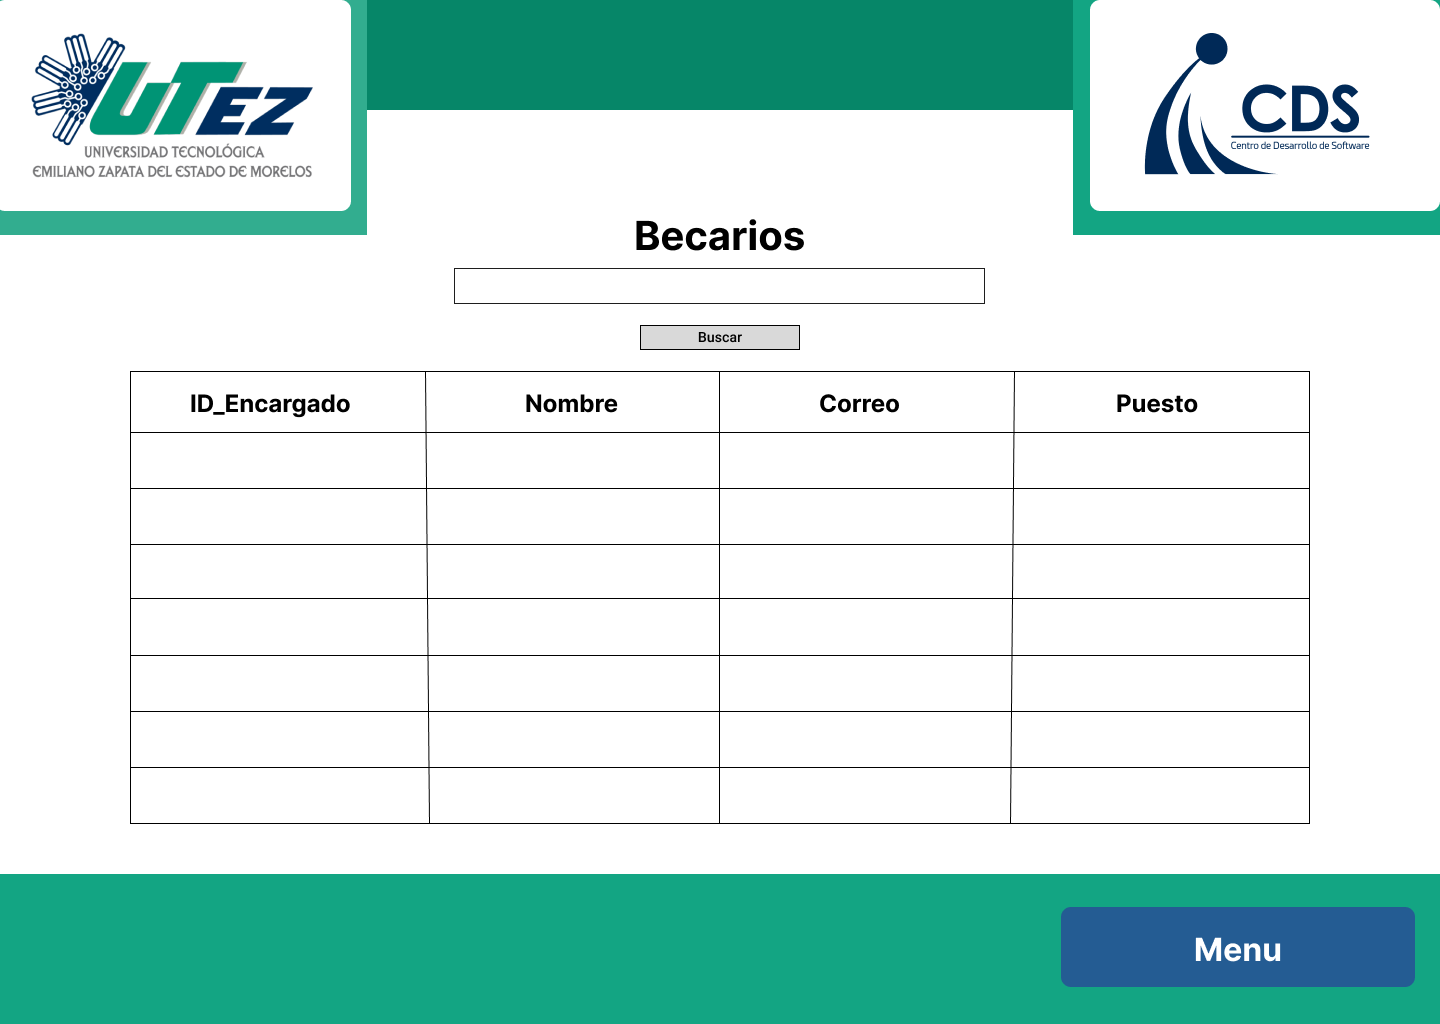 UTEZ
UNIVERSIDAD TECNOLÓGICA
EMILIANO ZAPATA DEL ESTADO DE MORELOS
CDS
Centro de Desarrollo de Software
Becarios
Buscar
ID_Encargado Nombre Correo Puesto
Menu